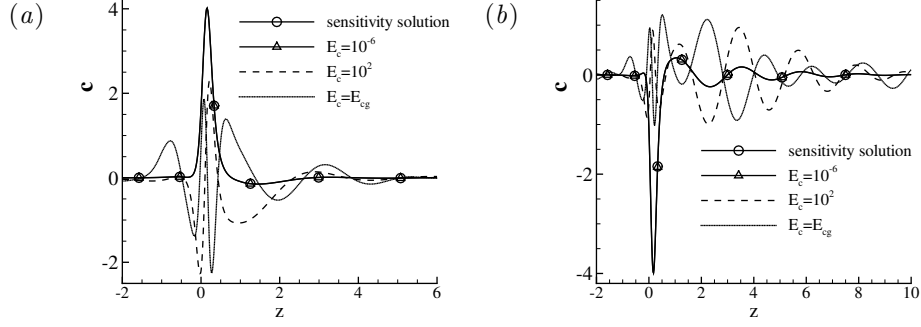 (a)
c
4
2
0
-2
-2
0
2
4
6
z
sensitivity solution
E_c=10^-6
E_c=10^2
E_c=E_cg
(b)
c
0
-2
-4
-2
0
2
4
6
8
10
z
sensitivity solution
E_c=10^-6
E_c=10^2
E_c=E_cg